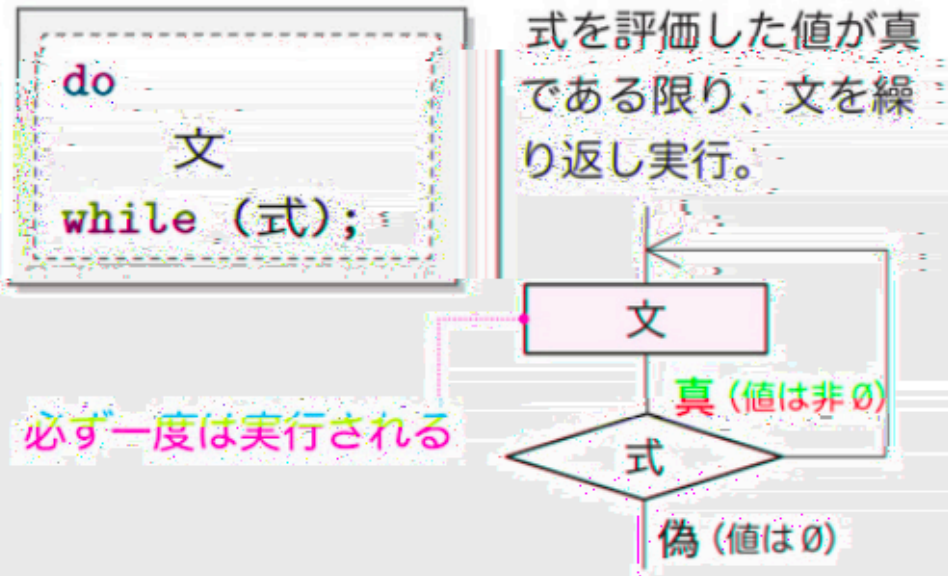 do
文
while (式);
式を評価した値が真
である限り、文を繰
り返し実行。
文
真 (値は非0)
必ず一度は実行される
式
偽 (値は0)